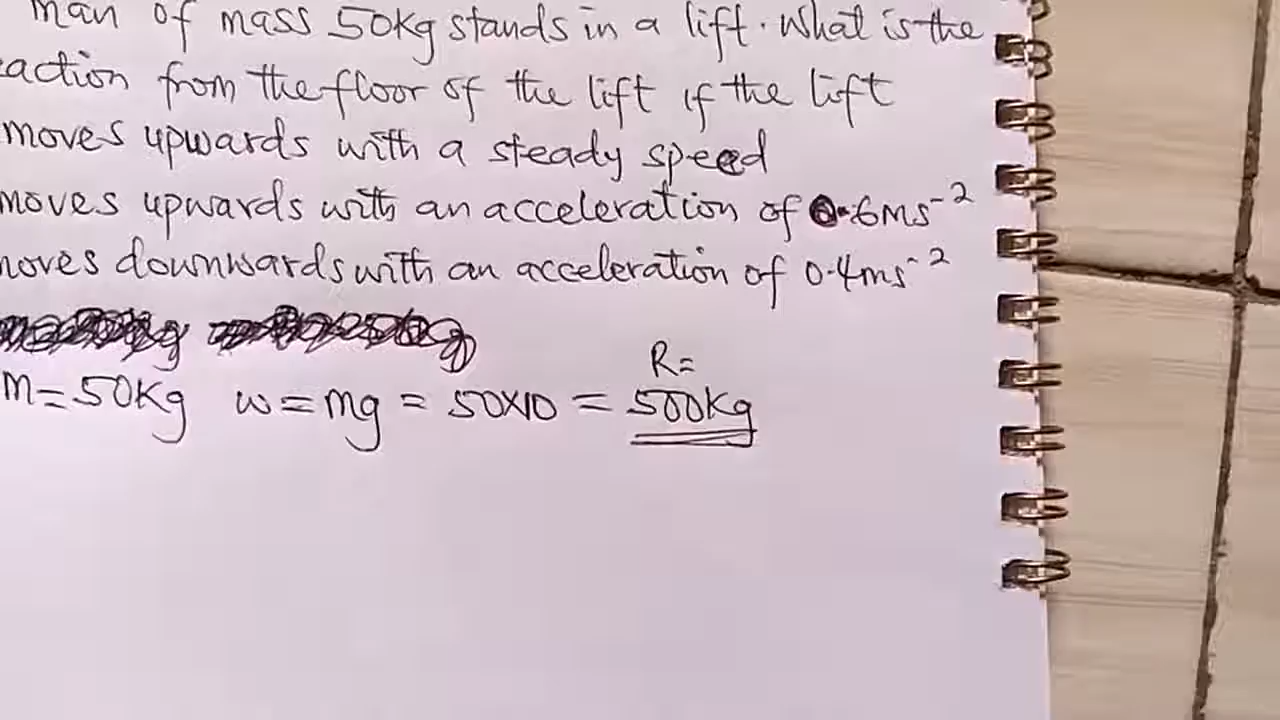 man of mass 50kg stands in a lift. What is the
action from the floor of the lift if the lift
moves upwards with a steady speed
moves upwards with an acceleration of 0.6ms⁻²
moves downwards with an acceleration of 0.4ms⁻²
R=
M=50Kg w=mg = 50x10 = 500kg